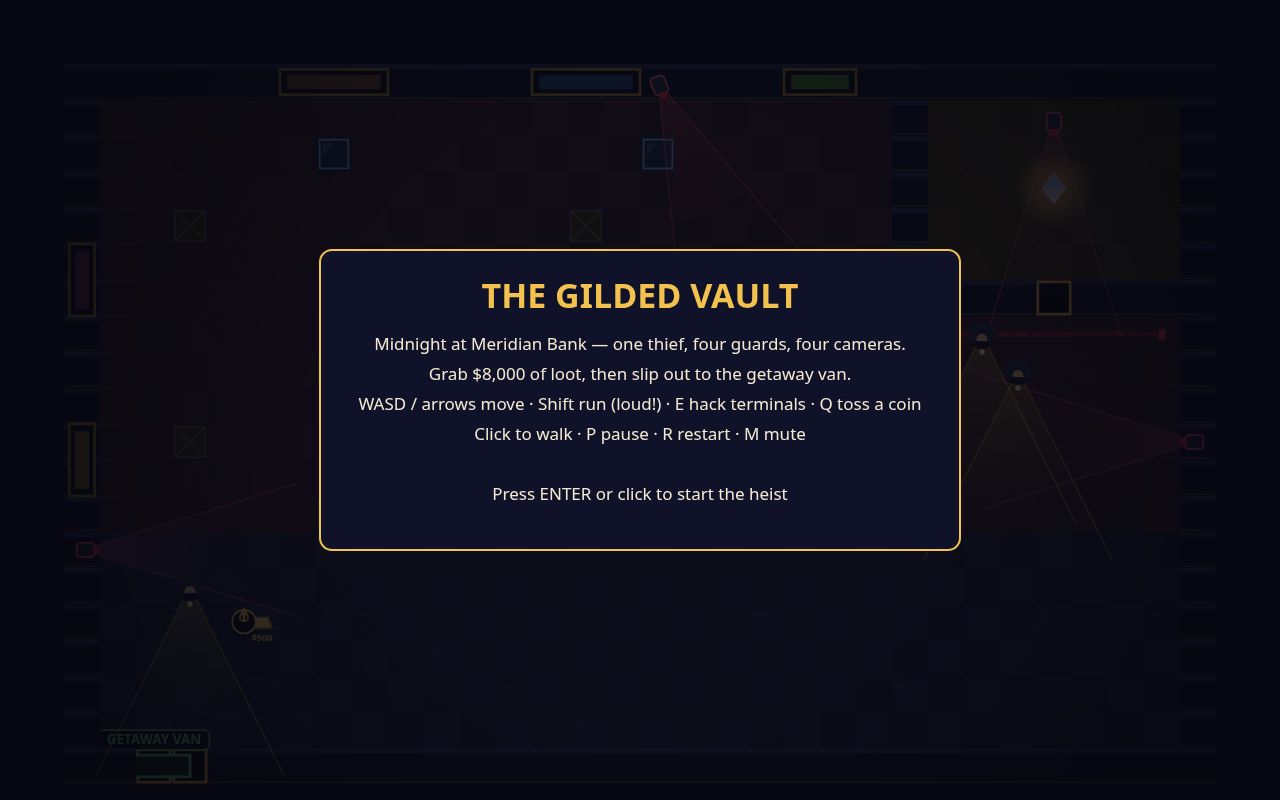 THE GILDED VAULT
Midnight at Meridian Bank — one thief, four guards, four cameras.
Grab $8,000 of loot, then slip out to the getaway van.
WASD / arrows move · Shift run (loud!) · E hack terminals · Q toss a coin
Click to walk · P pause · R restart · M mute
Press ENTER or click to start the heist
$500
GETAWAY VAN